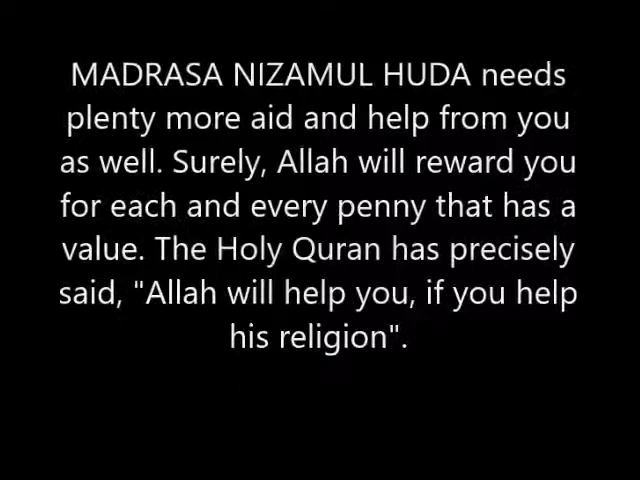 MADRASA NIZAMUL HUDA needs
plenty more aid and help from you
as well. Surely, Allah will reward you
for each and every penny that has a
value. The Holy Quran has precisely
said, "Allah will help you, if you help
his religion".